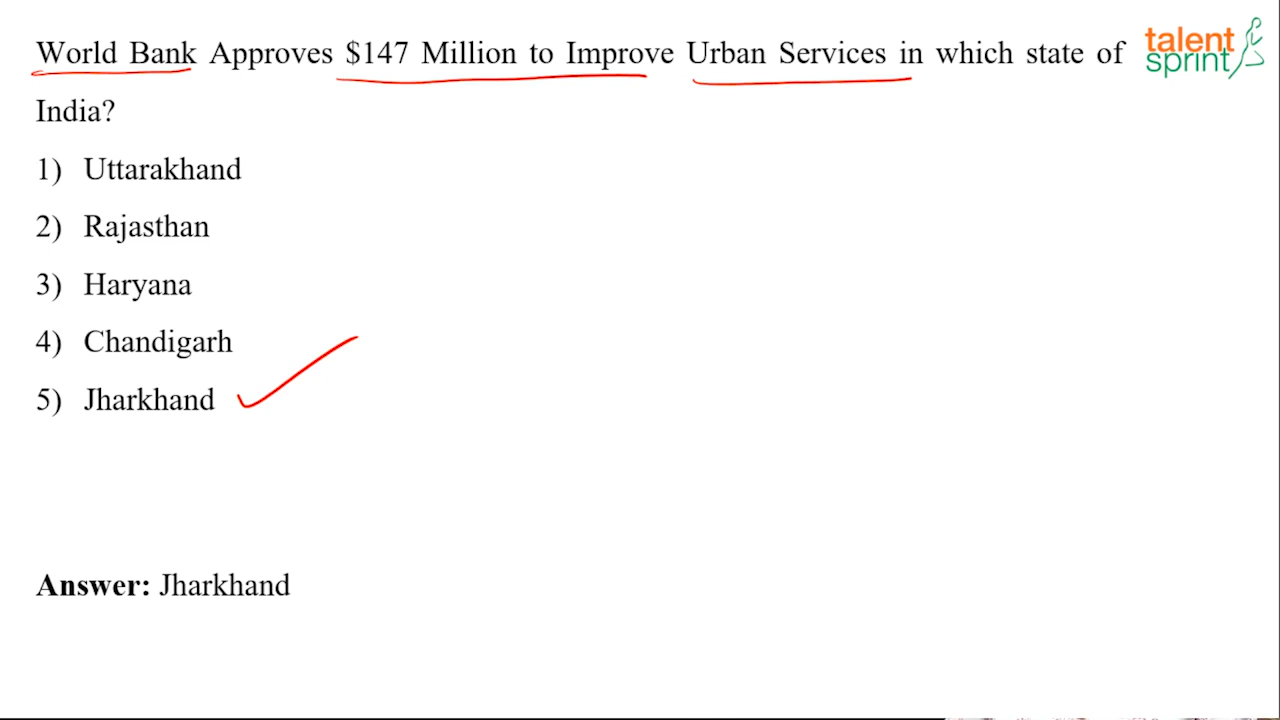 World Bank Approves $147 Million to Improve Urban Services in which state of
India?
1) Uttarakhand
2) Rajasthan
3) Haryana
4) Chandigarh
5) Jharkhand
Answer: Jharkhand
talent
sprint